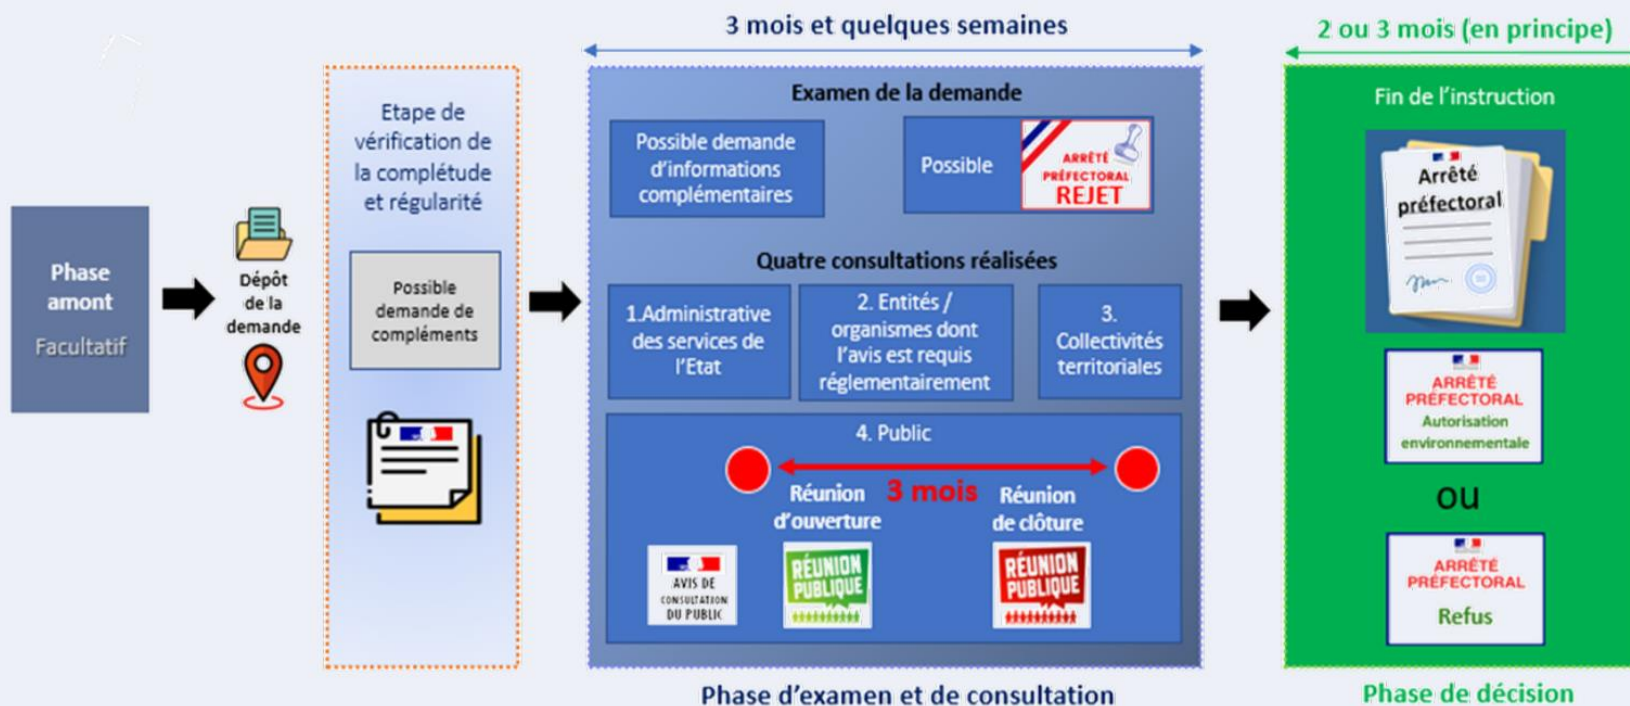 3 mois et quelques semaines
2 ou 3 mois (en principe)
Phase
amont
Facultatif
Dépôt
de la
demande
Etape de
vérification de
la complétude
et régularité
Possible
demande de
compléments
Examen de la demande
Possible demande
d'informations
complémentaires
Possible
ARRÊTÉ
PRÉFECTORAL
REJET
Quatre consultations réalisées
1.Administrative
des services de
l'Etat
2. Entités /
organismes dont
l'avis est requis
réglementairement
3.
Collectivités
territoriales
4. Public
3 mois
Réunion
d'ouverture
Réunion
de clôture
AVIS DE
CONSULTATION
DU PUBLIC
RÉUNION
PUBLIQUE
RÉUNION
PUBLIQUE
Phase d'examen et de consultation
Fin de l'instruction
Arrêté
préfectoral
ARRÊTÉ
PRÉFECTORAL
Autorisation
environnementale
ou
ARRÊTÉ
PRÉFECTORAL
Refus
Phase de décision